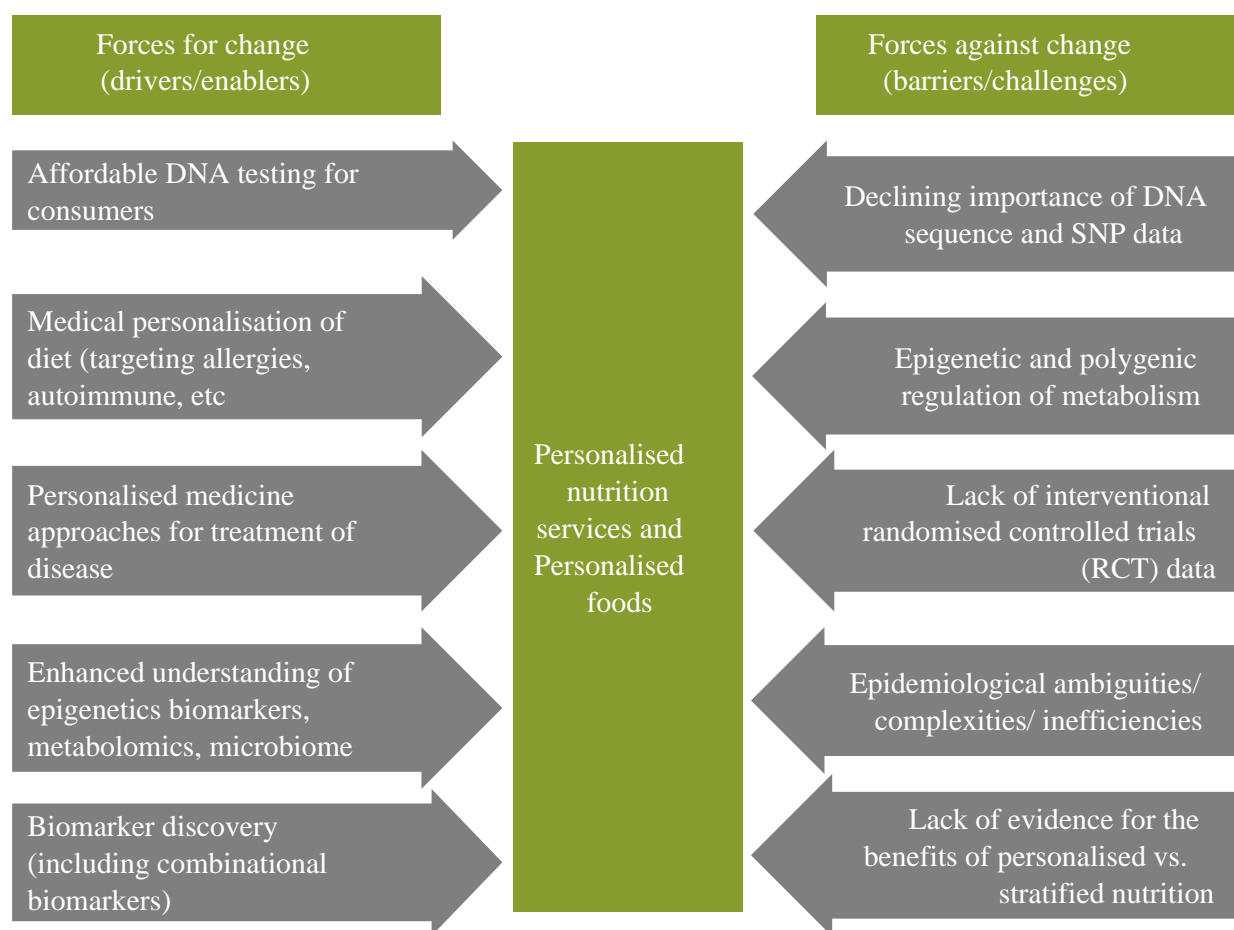 Forces for change
(drivers/enablers)
Forces against change
(barriers/challenges)
Affordable DNA testing for
consumers
Medical personalisation of
diet (targeting allergies,
autoimmune, etc
Personalised medicine
approaches for treatment of
disease
Enhanced understanding of
epigenetics biomarkers,
metabolomics, microbiome
Biomarker discovery
(including combinational
biomarkers)
Personalised
nutrition
services and
Personalised
foods
Declining importance of DNA
sequence and SNP data
Epigenetic and polygenic
regulation of metabolism
Lack of interventional
randomised controlled trials
(RCT) data
Epidemiological ambiguities/
complexities/ inefficiencies
Lack of evidence for the
benefits of personalised vs.
stratified nutrition